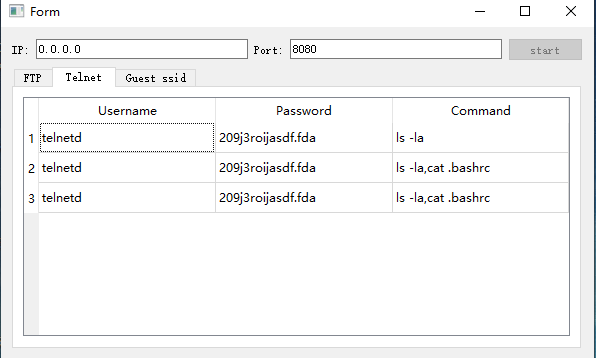 Form
IP: 0.0.0.0 Port: 8080 start
FTP Telnet Guest ssid
Username Password Command
1 telnetd 209j3roijasdf.fda ls -la
2 telnetd 209j3roijasdf.fda ls -la,cat .bashrc
3 telnetd 209j3roijasdf.fda ls -la,cat .bashrc